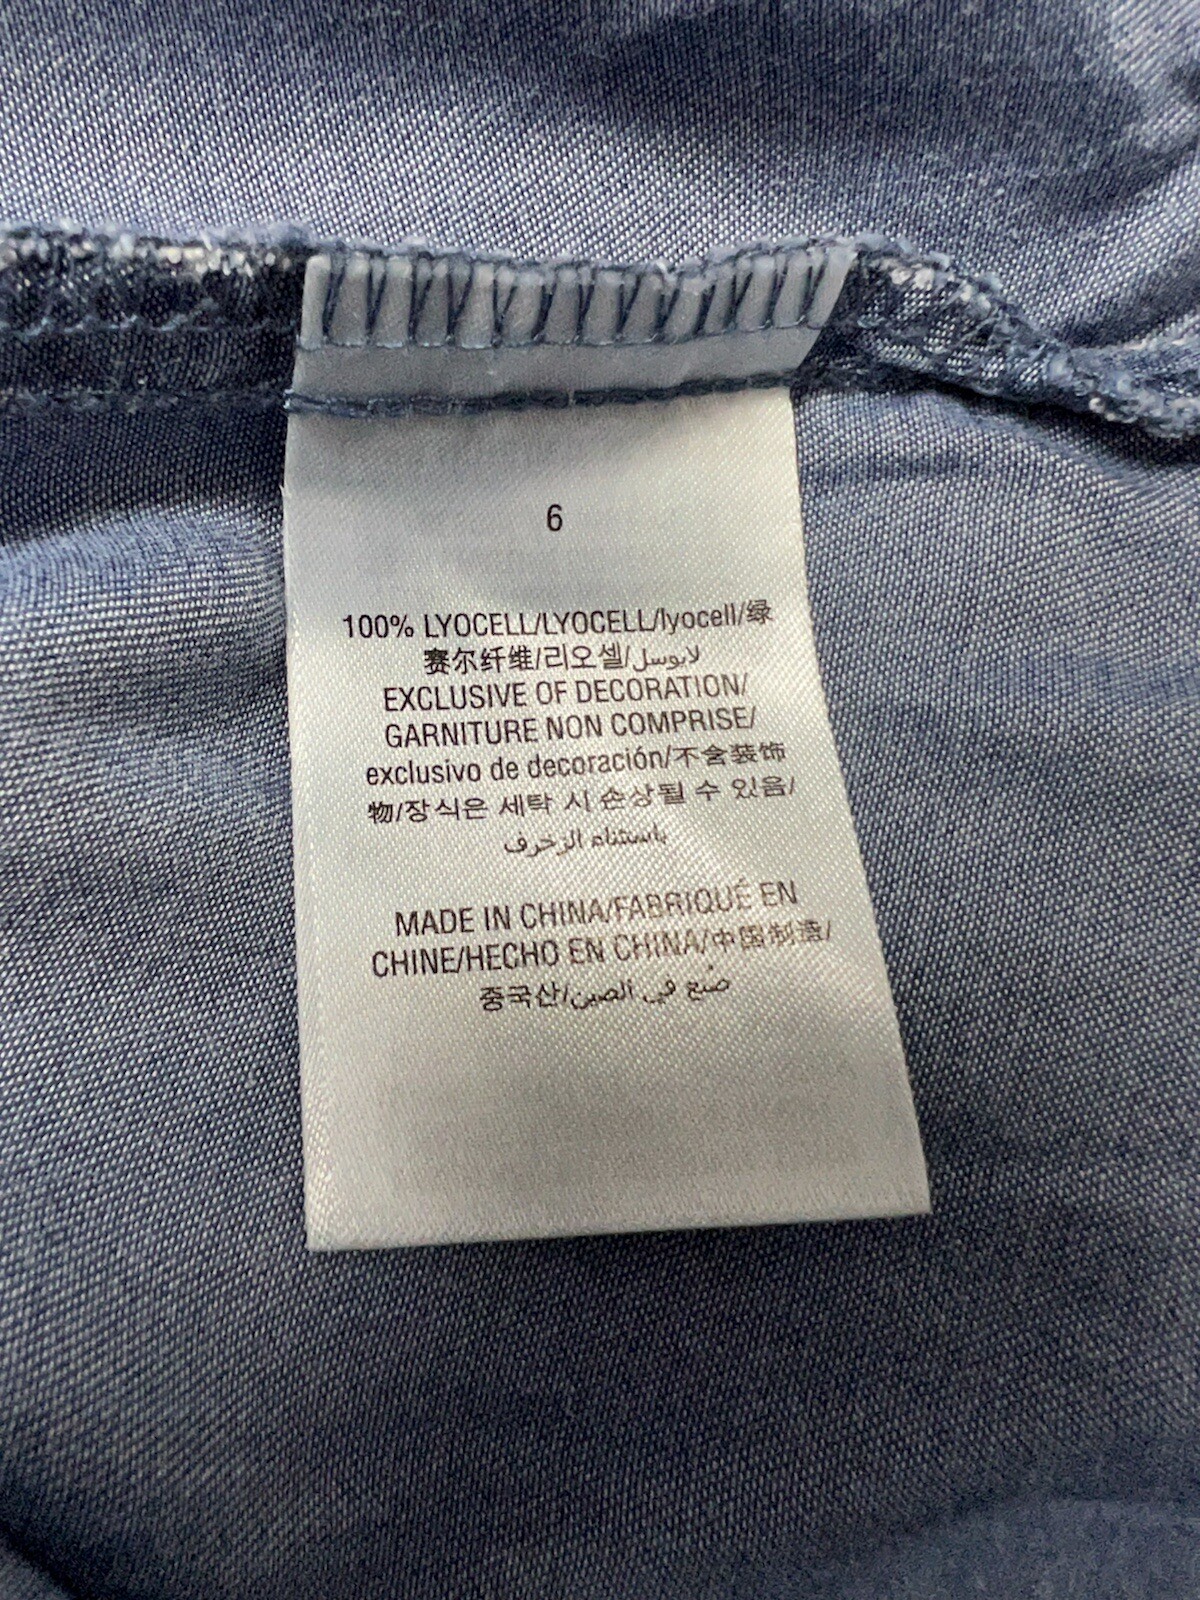 6
100% LYOCELL/LYOCELL/lyocell/绿
赛尔纤维/리오셀/لايوسل
EXCLUSIVE OF DECORATION/
GARNITURE NON COMPRISE/
exclusivo de decoración/不含装饰
物/장식은 세탁 시 손상될 수 있음/
باستثناء الزخرف
MADE IN CHINA/FABRIQUÉ EN
CHINE/HECHO EN CHINA/中国制造/
중국산/صُنع في الصين